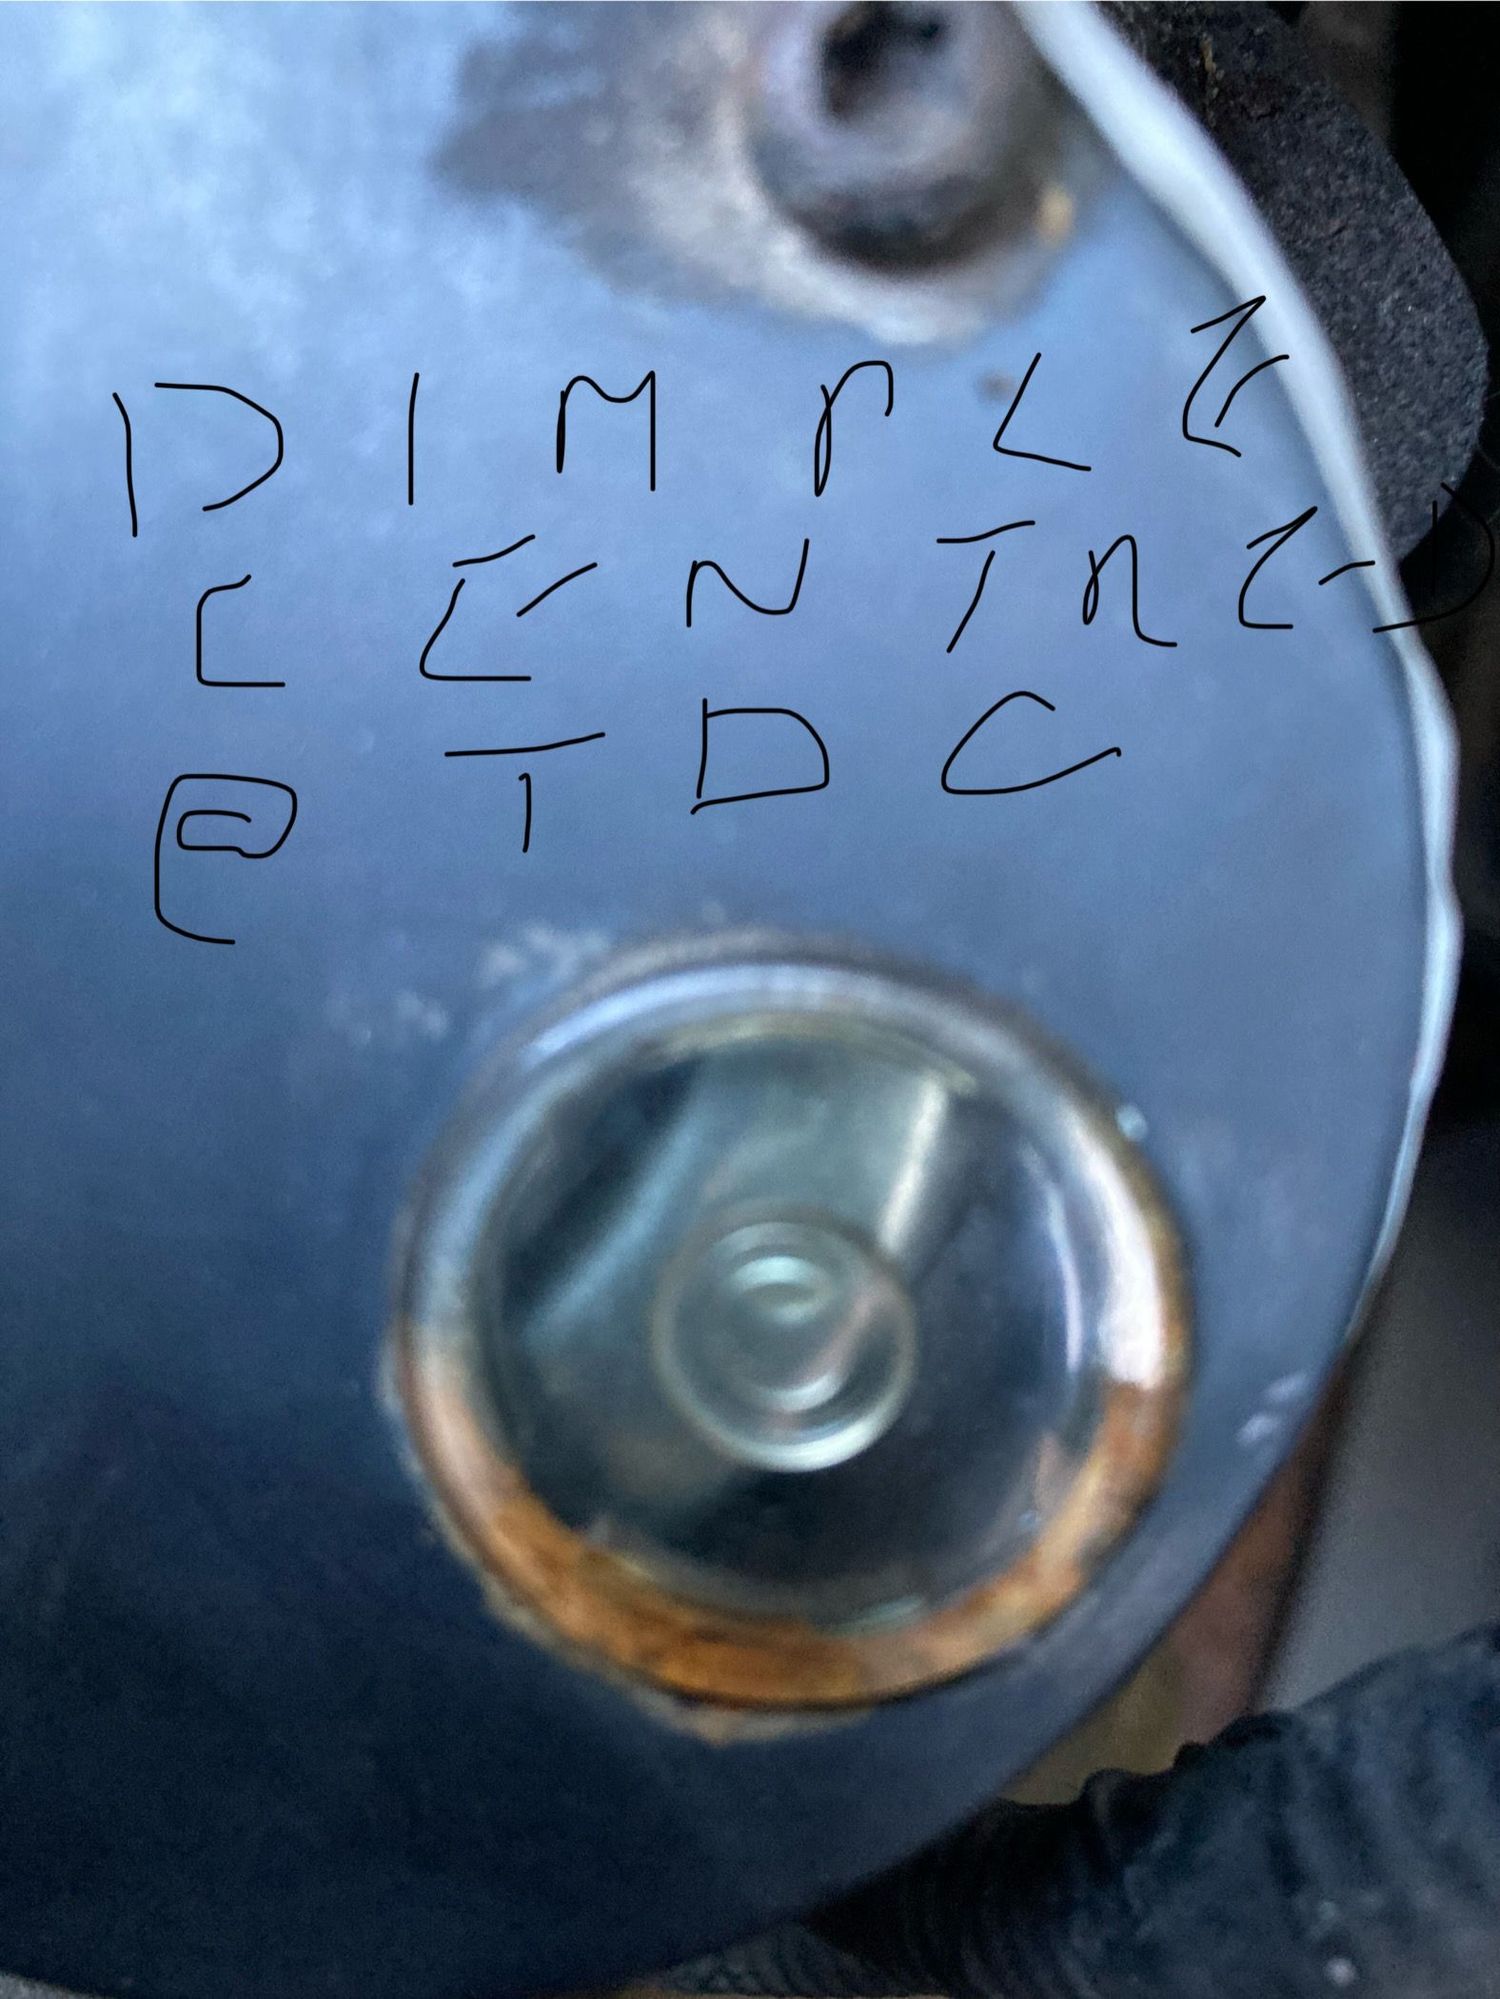 DIMPLE
CENTRED
@ TDC